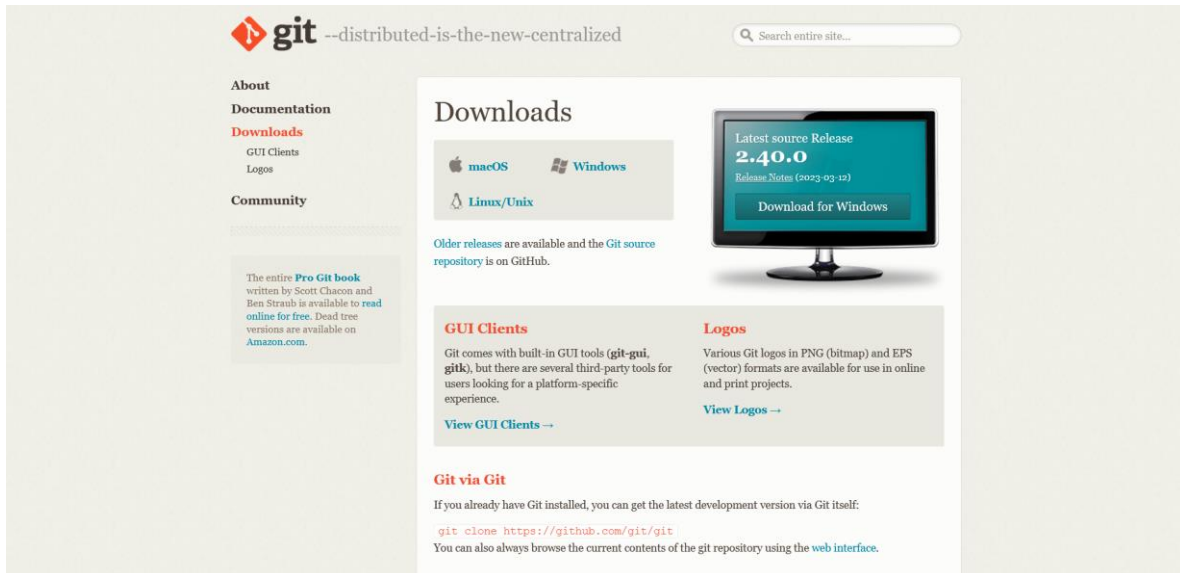 git --distributed-is-the-new-centralized
Search entire site...
About
Documentation
Downloads
GUI Clients
Logos
Community
The entire Pro Git book
written by Scott Chacon and
Ben Straub is available to read
online for free. Dead tree
versions are available on
Amazon.com.
Downloads
macOS
Windows
Linux/Unix
Older releases are available and the Git source
repository is on GitHub.
Latest source Release
2.40.0
Release Notes (2023-03-12)
Download for Windows
GUI Clients
Git comes with built-in GUI tools (git-gui,
gitk), but there are several third-party tools for
users looking for a platform-specific
experience.
View GUI Clients →
Logos
Various Git logos in PNG (bitmap) and EPS
(vector) formats are available for use in online
and print projects.
View Logos →
Git via Git
If you already have Git installed, you can get the latest development version via Git itself:
git clone https://github.com/git/git
You can also always browse the current contents of the git repository using the web interface.